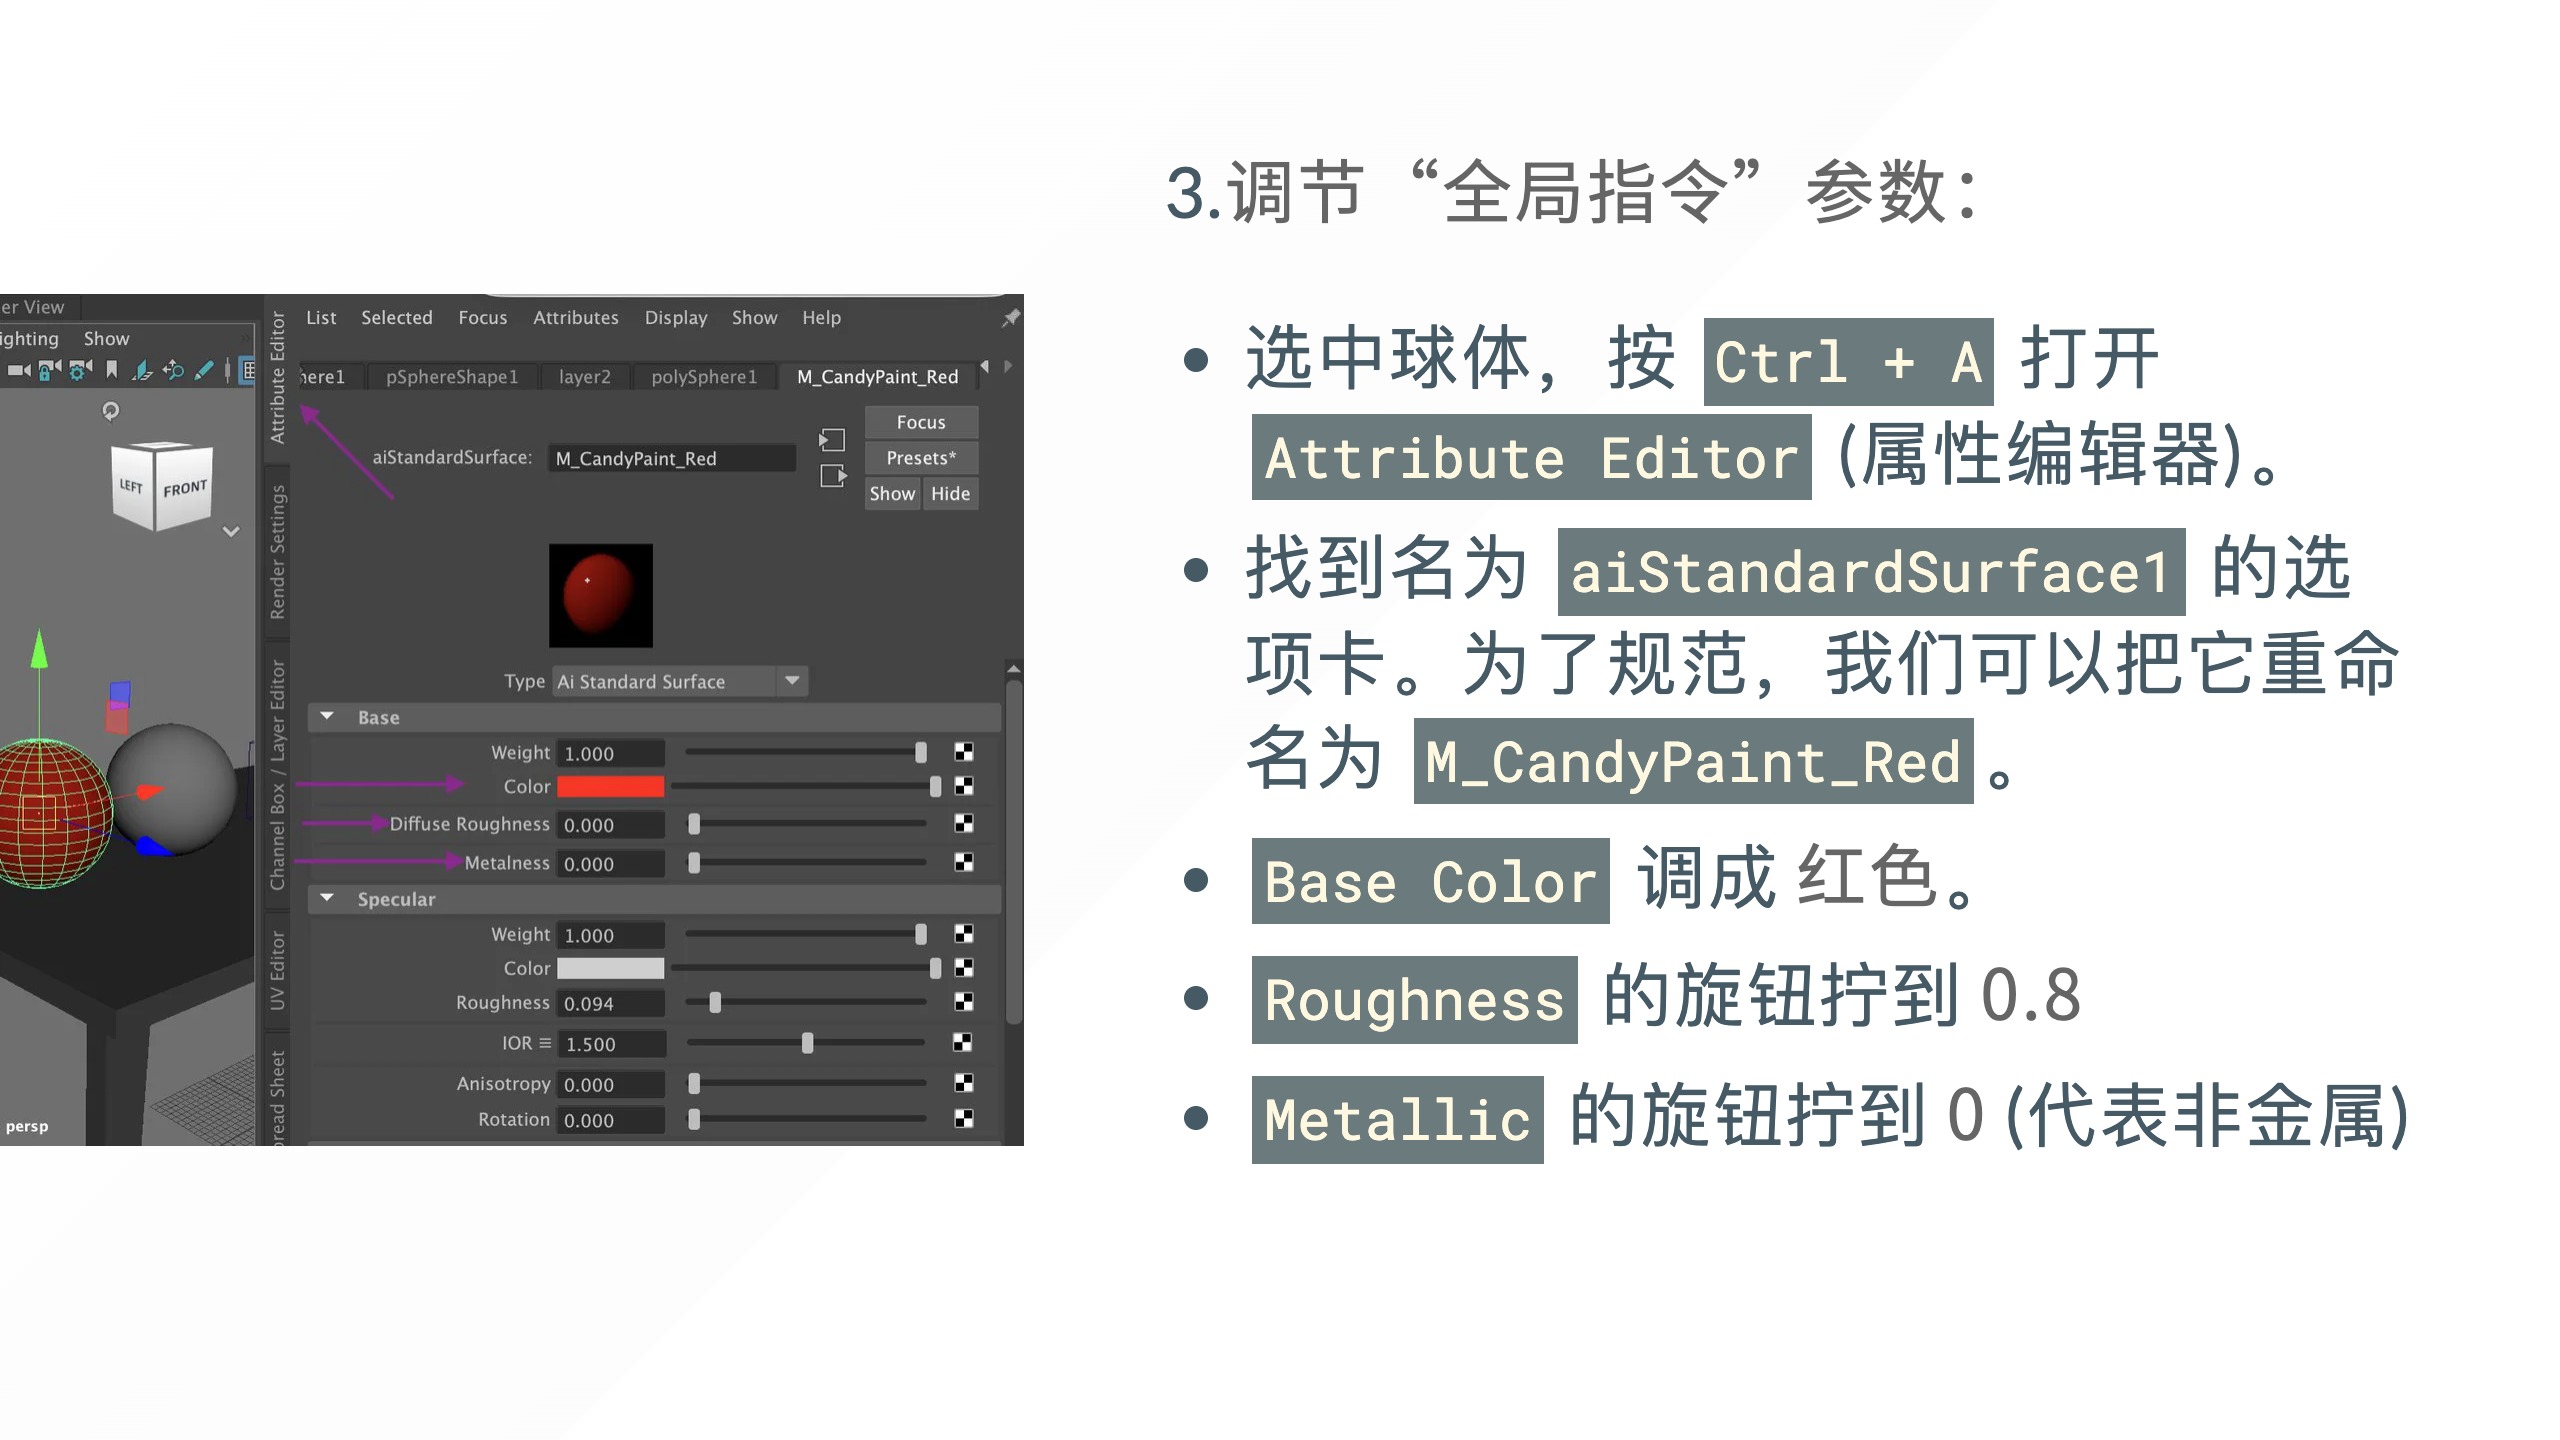 3.调节“全局指令”参数：
• 选中球体，按 Ctrl + A 打开
Attribute Editor (属性编辑器)。
• 找到名为 aiStandardSurface1 的选
项卡。为了规范，我们可以把它重命
名为 M_CandyPaint_Red 。
• Base Color 调成 红色。
• Roughness 的旋钮拧到 0.8
• Metallic 的旋钮拧到 0 (代表非金属)
er View
ighting Show
LEFT FRONT
persp
Attribute Editor
Render Settings
Channel Box / Layer Editor
UV Editor
pread Sheet
List Selected Focus Attributes Display Show Help
here1 pSphereShape1 layer2 polySphere1 M_CandyPaint_Red
Focus
aiStandardSurface: M_CandyPaint_Red
Presets*
Show Hide
Type Ai Standard Surface
Base
Weight 1.000
Color
Diffuse Roughness 0.000
Metalness 0.000
Specular
Weight 1.000
Color
Roughness 0.094
IOR 1.500
Anisotropy 0.000
Rotation 0.000